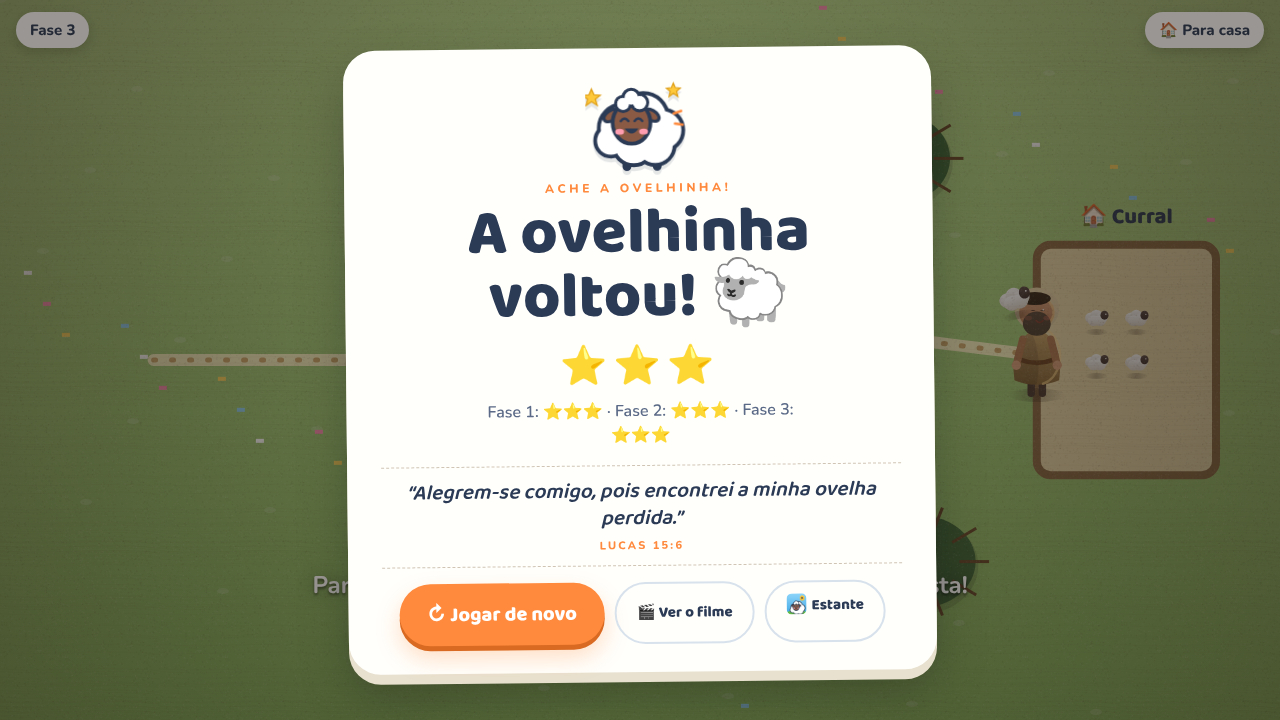 Fase 3
🏠 Para casa
ACHE A OVELHINHA!
A ovelhinha
voltou! 🐑
⭐⭐⭐
Fase 1: ⭐⭐⭐ · Fase 2: ⭐⭐⭐ · Fase 3:
⭐⭐⭐
🏠 Curral
“Alegrem-se comigo, pois encontrei a minha ovelha
perdida.”
LUCAS 15:6
↻ Jogar de novo
🎬 Ver o filme
Estante